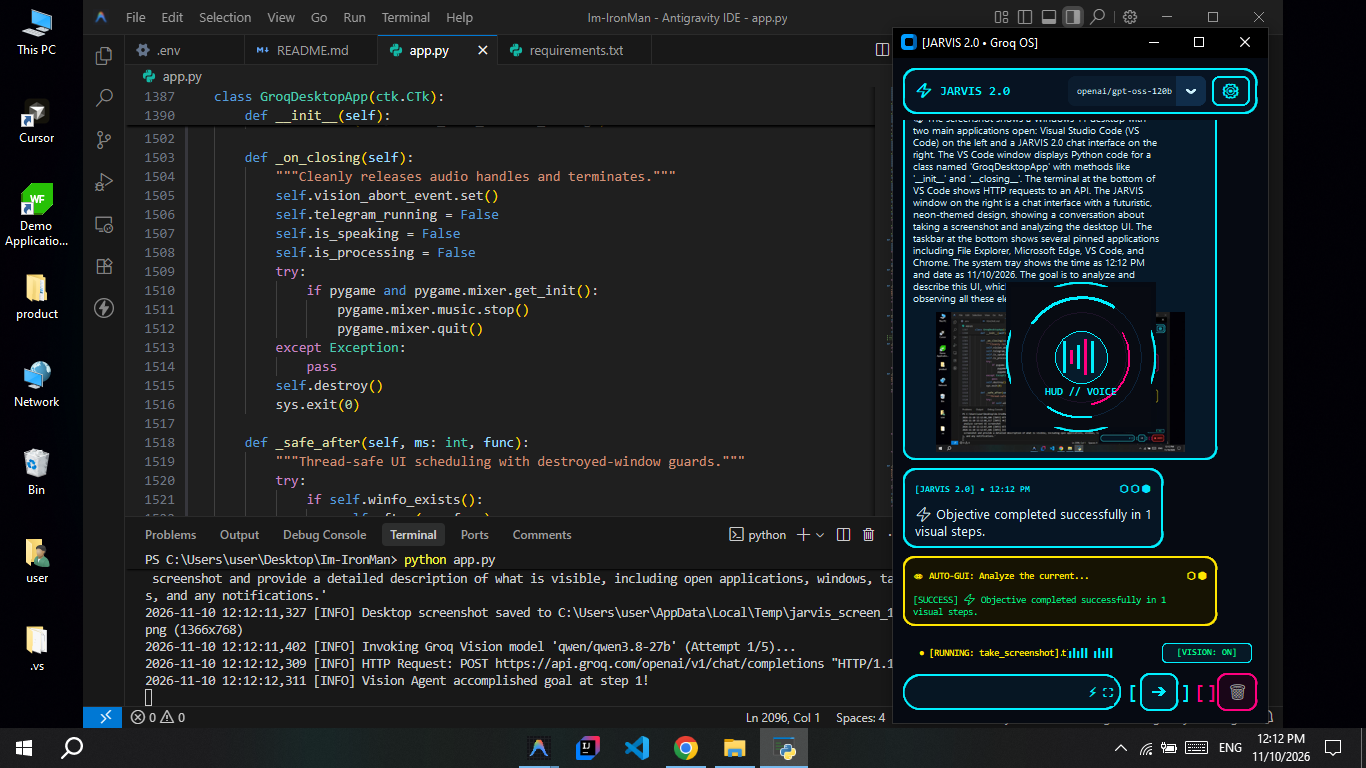 This PC
Cursor
Demo
Applicatio...
product
Network
Bin
user
.vs
File Edit Selection View Go Run Terminal Help
Im-IronMan - Antigravity IDE - app.py
.env
README.md
app.py
requirements.txt
app.py
1387 class GroqDesktopApp(ctk.CTk):
1390 def __init__(self):
1502
1503 def _on_closing(self):
1504 """Cleanly releases audio handles and terminates."""
1505 self.vision_abort_event.set()
1506 self.telegram_running = False
1507 self.is_speaking = False
1508 self.is_processing = False
1509 try:
1510 if pygame and pygame.mixer.get_init():
1511 pygame.mixer.music.stop()
1512 pygame.mixer.quit()
1513 except Exception:
1514 pass
1515 self.destroy()
1516 sys.exit(0)
1517
1518 def _safe_after(self, ms: int, func):
1519 """Thread-safe UI scheduling with destroyed-window guards."""
1520 try:
1521 if self.winfo_exists():
Problems Output Debug Console Terminal Ports Comments
python
PS C:\Users\user\Desktop\Im-IronMan> python app.py
screenshot and provide a detailed description of what is visible, including open applications, windows, ta
s, and any notifications.'
2026-11-10 12:12:11,327 [INFO] Desktop screenshot saved to C:\Users\user\AppData\Local\Temp\jarvis_screen_1
png (1366x768)
2026-11-10 12:12:11,402 [INFO] Invoking Groq Vision model 'qwen/qwen3.8-27b' (Attempt 1/5)...
2026-11-10 12:12:12,309 [INFO] HTTP Request: POST https://api.groq.com/openai/v1/chat/completions "HTTP/1.1
2026-11-10 12:12:12,311 [INFO] Vision Agent accomplished goal at step 1!
0 0
Ln 2096, Col 1 Spaces: 4
[JARVIS 2.0 • Groq OS]
JARVIS 2.0
openai/gpt-oss-120b
The screenshot shows a Windows 11 desktop with
two main applications open: Visual Studio Code (VS
Code) on the left and a JARVIS 2.0 chat interface on the
right. The VS Code window displays Python code for a
class named 'GroqDesktopApp' with methods like
'__init__' and '__closing__'. The terminal at the bottom of
VS Code shows HTTP requests to an API. The JARVIS
window on the right is a chat interface with a futuristic,
neon-themed design, showing a conversation about
taking a screenshot and analyzing the desktop UI. The
taskbar at the bottom shows several pinned applications
including File Explorer, Microsoft Edge, VS Code, and
Chrome. The system tray shows the time as 12:12 PM
and date as 11/10/2026. The goal is to analyze and
describe this UI, whic
observing all these ele
HUD // VOICE
[JARVIS 2.0] • 12:12 PM
Objective completed successfully in 1
visual steps.
AUTO-GUI: Analyze the current...
[SUCCESS] Objective completed successfully in 1
visual steps.
[RUNNING: take_screenshot].t
[VISION: ON]
[ ] [ ]
ENG
12:12 PM
11/10/2026